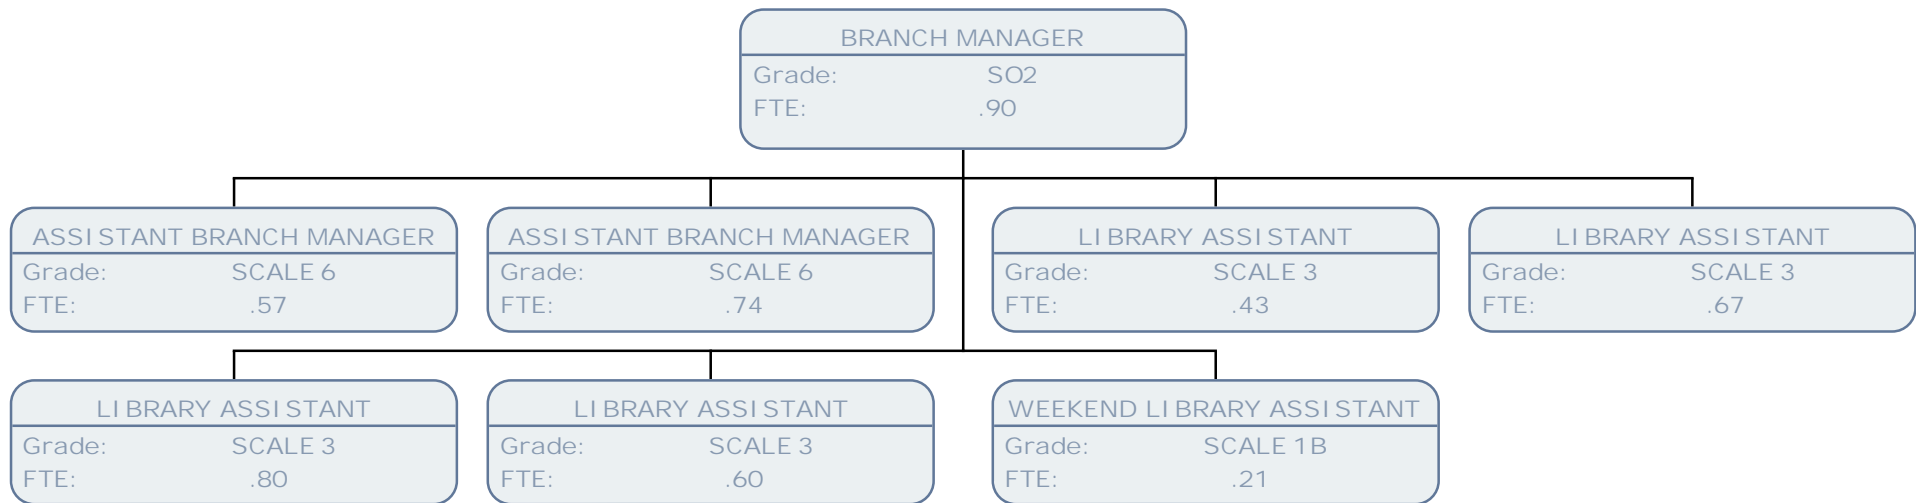 BRANCH MANAGER
Grade: SO2
FTE: .90
ASSISTANT BRANCH MANAGER
Grade: SCALE 6
FTE: .57
ASSISTANT BRANCH MANAGER
Grade: SCALE 6
FTE: .74
LIBRARY ASSISTANT
Grade: SCALE 3
FTE: .43
LIBRARY ASSISTANT
Grade: SCALE 3
FTE: .67
LIBRARY ASSISTANT
Grade: SCALE 3
FTE: .80
LIBRARY ASSISTANT
Grade: SCALE 3
FTE: .60
WEEKEND LIBRARY ASSISTANT
Grade: SCALE 1B
FTE: .21